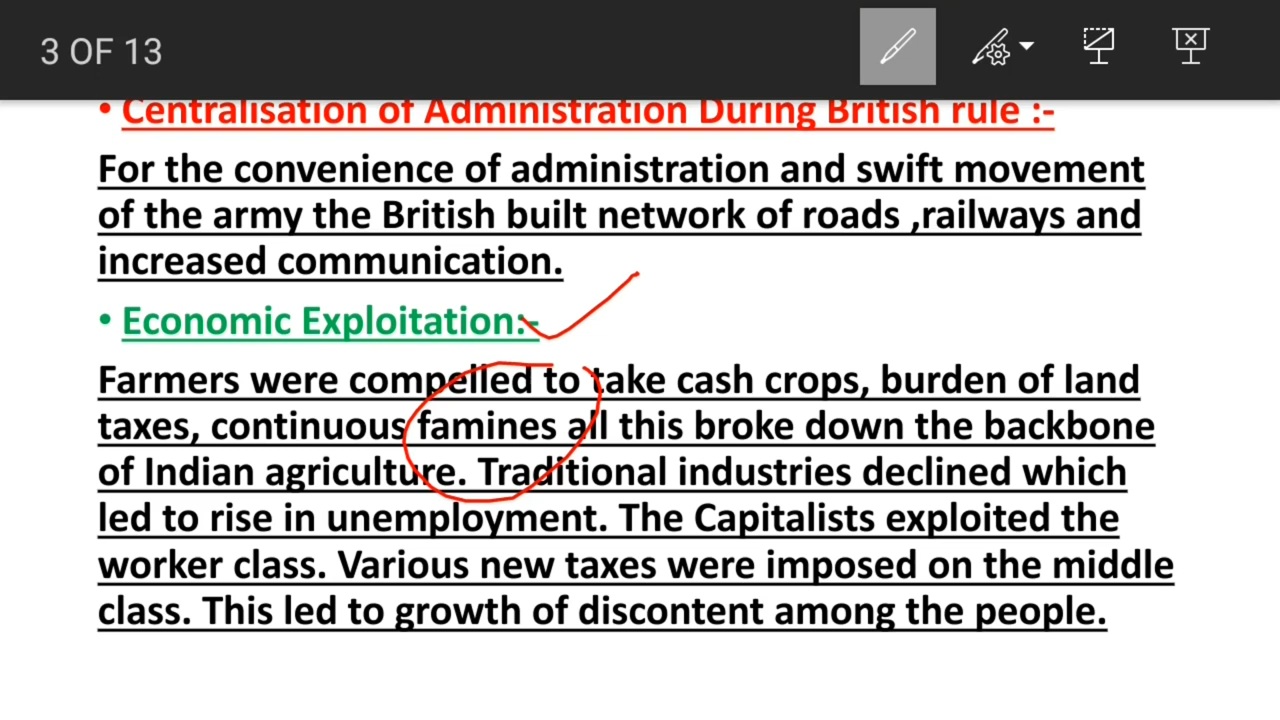 3 OF 13
• Centralisation of Administration During British rule :-
For the convenience of administration and swift movement
of the army the British built network of roads ,railways and
increased communication.
• Economic Exploitation:-
Farmers were compelled to take cash crops, burden of land
taxes, continuous famines all this broke down the backbone
of Indian agriculture. Traditional industries declined which
led to rise in unemployment. The Capitalists exploited the
worker class. Various new taxes were imposed on the middle
class. This led to growth of discontent among the people.